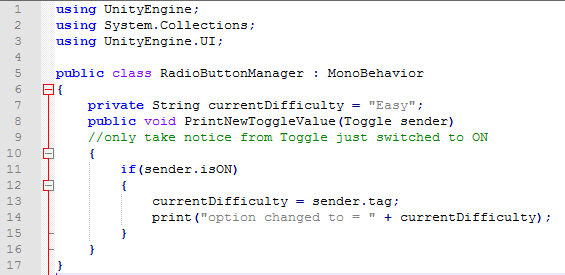 1 using UnityEngine;
2 using System.Collections;
3 using UnityEngine.UI;
4
5 public class RadioButtonManager : MonoBehavior
6 {
7     private String currentDifficulty = "Easy";
8     public void PrintNewToggleValue(Toggle sender)
9     //only take notice from Toggle just switched to ON
10     {
11         if(sender.isON)
12         {
13             currentDifficulty = sender.tag;
14             print("option changed to = " + currentDifficulty);
15         }
16     }
17 }